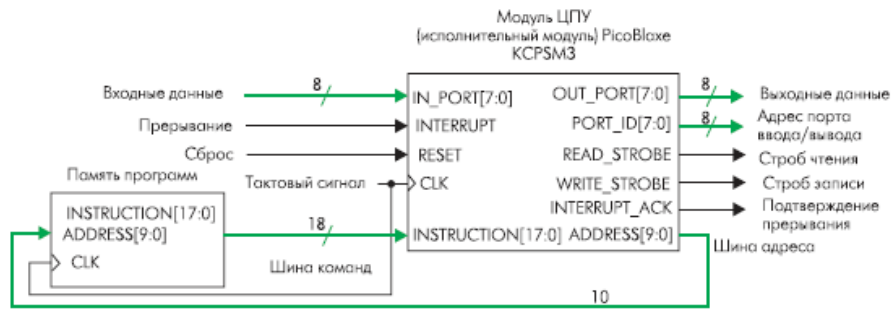 Модуль ЦПУ
(исполнительный модуль) PicoBlaxe
KCPSM3
Входные данные
8
IN_PORT[7:0]
OUT_PORT[7:0]
8
Выходные данные
Прерывание
INTERRUPT
PORT_ID[7:0]
8
Адрес порта
ввода/вывода
Сброс
RESET
READ_STROBE
Строб чтения
Память программ
Тактовый сигнал
CLK
WRITE_STROBE
Строб записи
INTERRUPT_ACK
Подтверждение
прерывания
INSTRUCTION[17:0]
ADDRESS[9:0]
18
INSTRUCTION[17:0]
ADDRESS[9:0]
Шина адреса
CLK
Шина команд
10